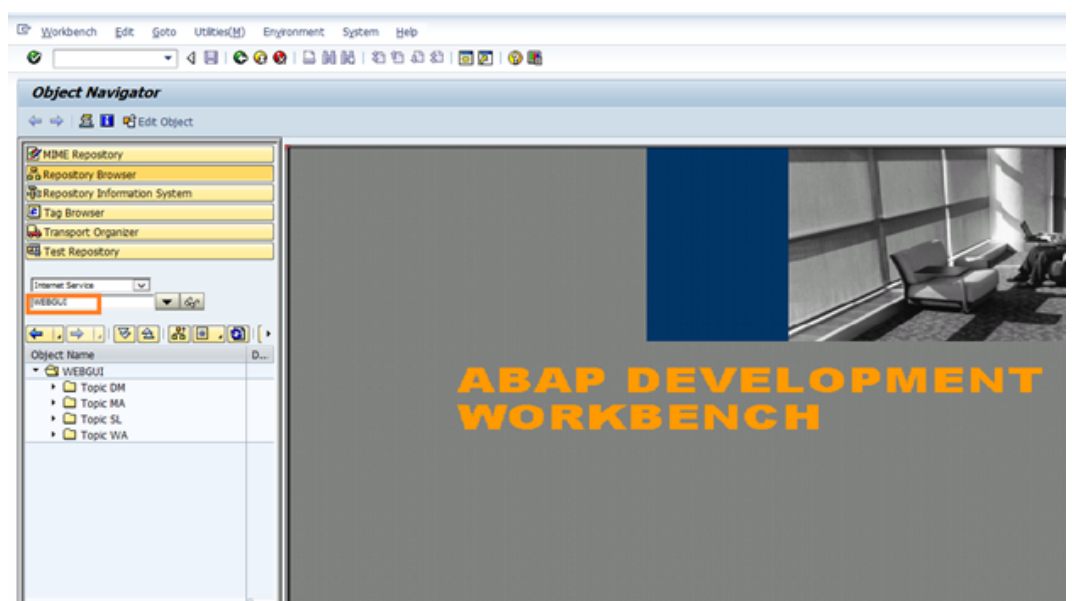 Workbench Edit Goto Utilities(M) Environment System Help
Object Navigator
Edit Object
MIME Repository
Repository Browser
Repository Information System
Tag Browser
Transport Organizer
Test Repository
Internet Service
WEBGUI
Object Name D...
WEBGUI
Topic DM
Topic MA
Topic SL
Topic WA
ABAP DEVELOPMENT
WORKBENCH